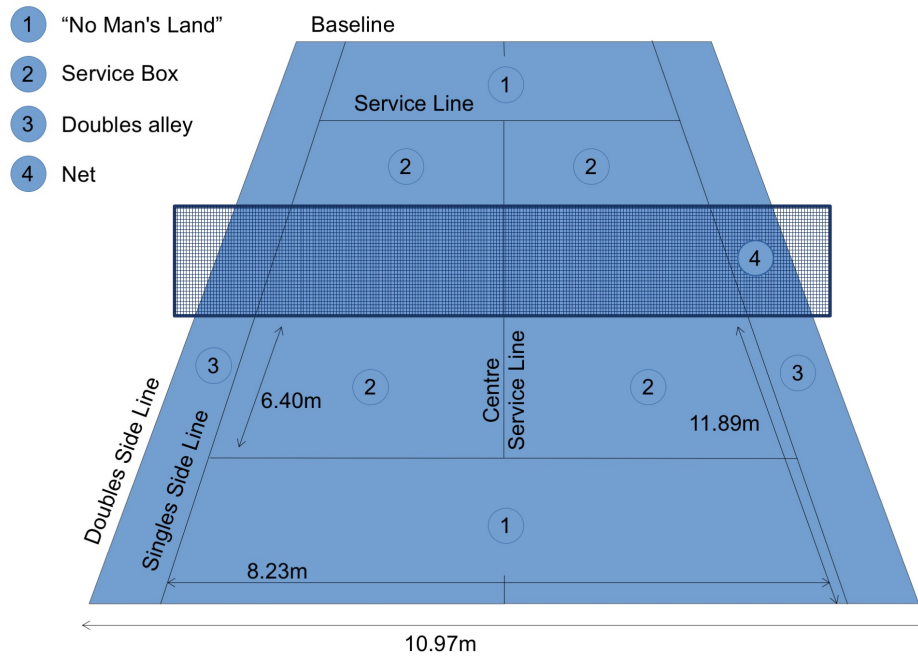 1 “No Man's Land”
2 Service Box
3 Doubles alley
4 Net
Baseline
1
Service Line
2 2
4
3
2
Centre
Service Line
2
3
6.40m
11.89m
Doubles Side Line
Singles Side Line
1
8.23m
10.97m